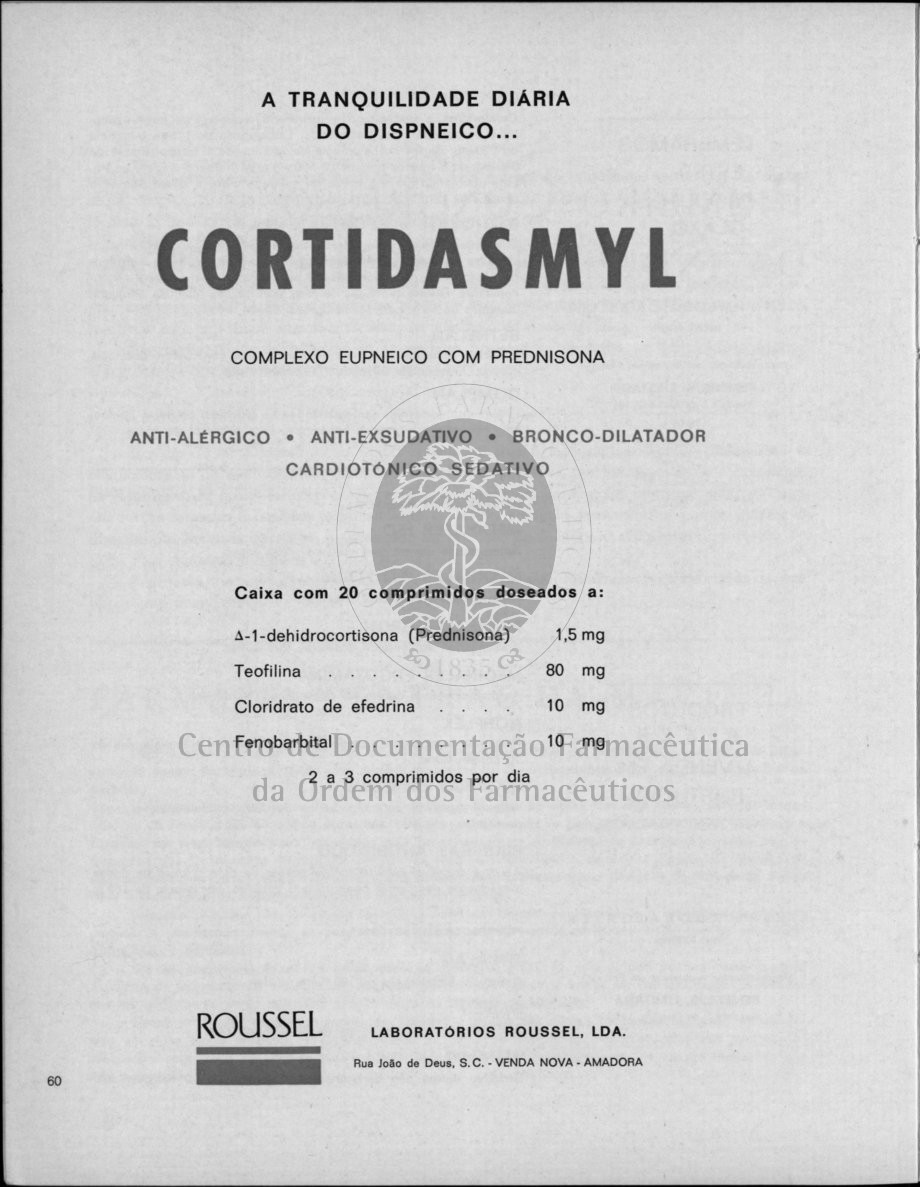 A TRANQUILIDADE DIÁRIA
DO DISPNEICO...
CORTIDASMYL
COMPLEXO EUPNEICO COM PREDNISONA
ANTI-ALÉRGICO • ANTI-EXSUDATIVO • BRONCO-DILATADOR
CARDIOTÓNICO SEDATIVO
Caixa com 20 comprimidos doseados a:
Δ-1-dehidrocortisona (Prednisona) 1,5 mg
Teofilina . . . . . . . . . 80 mg
Cloridrato de efedrina . . . . 10 mg
Fenobarbital . . . . . . . . 10 mg
2 a 3 comprimidos por dia
1835
Centro de Documentação Farmacêutica
da Ordem dos Farmacêuticos
ROUSSEL
LABORATÓRIOS ROUSSEL, LDA.
Rua João de Deus, S.C. - VENDA NOVA - AMADORA
60